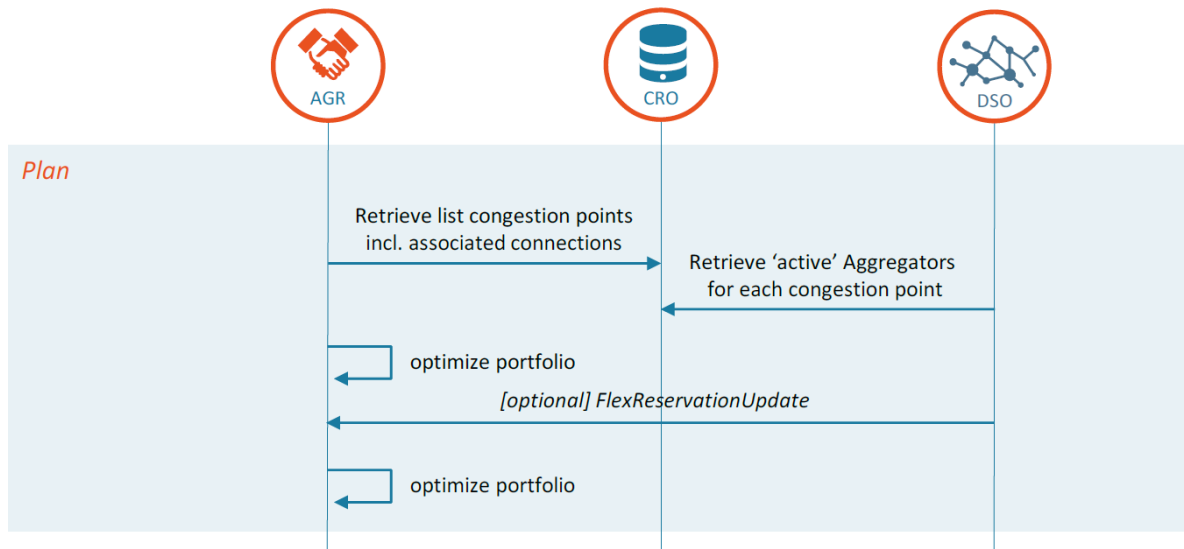 AGR
CRO
DSO
Plan
Retrieve list congestion points
incl. associated connections
Retrieve ‘active’ Aggregators
for each congestion point
optimize portfolio
[optional] FlexReservationUpdate
optimize portfolio